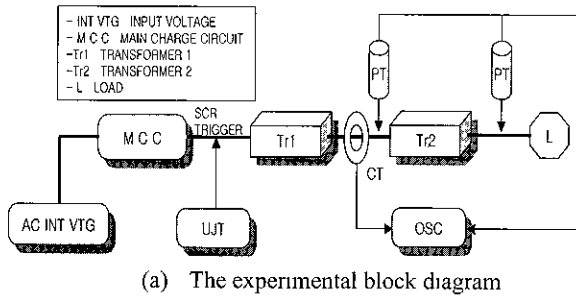 - INT VTG INPUT VOLTAGE
- M C C MAIN CHARGE CIRCUIT
-Tr1 TRANSFORMER 1
-Tr2 TRANSFORMER 2
- L LOAD
PT
PT
SCR
TRIGGER
M C C
Tr1
Tr2
L
CT
AC INT VTG
UJT
OSC
(a) The experimental block diagram